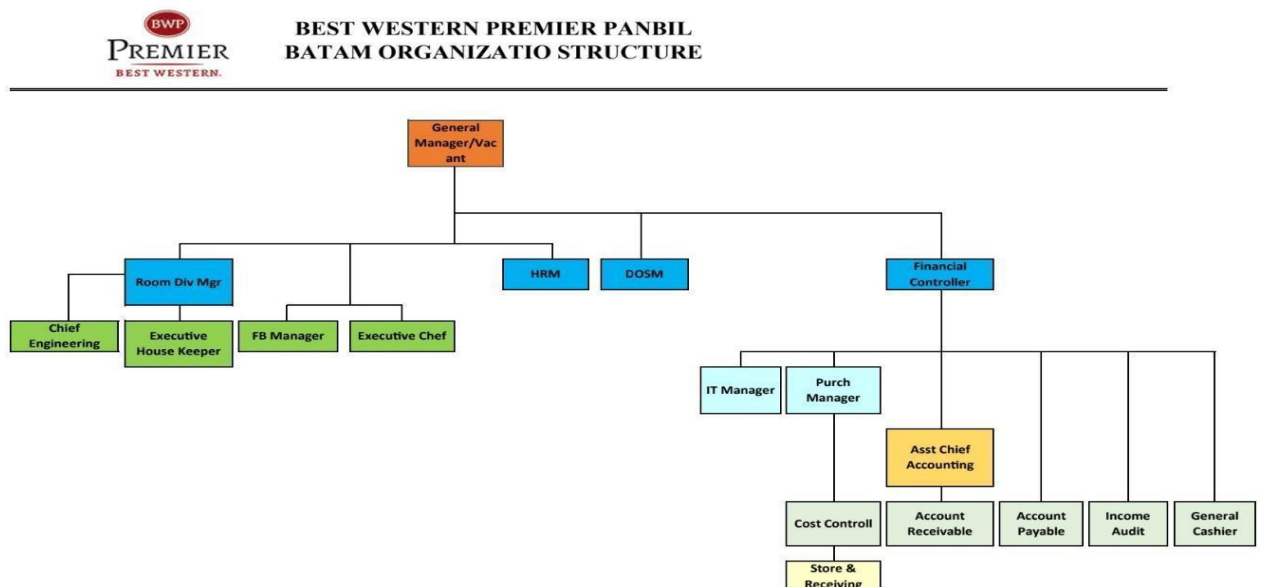 BWP
PREMIER
BEST WESTERN.
BEST WESTERN PREMIER PANBIL
BATAM ORGANIZATIO STRUCTURE
General
Manager/Vac
ant
Room Div Mgr
HRM
DOSM
Financial
Controller
Chief
Engineering
Executive
House Keeper
FB Manager
Executive Chef
IT Manager
Purch
Manager
Asst Chief
Accounting
Cost Controll
Account
Receivable
Account
Payable
Income
Audit
General
Cashier
Store &
Receiving